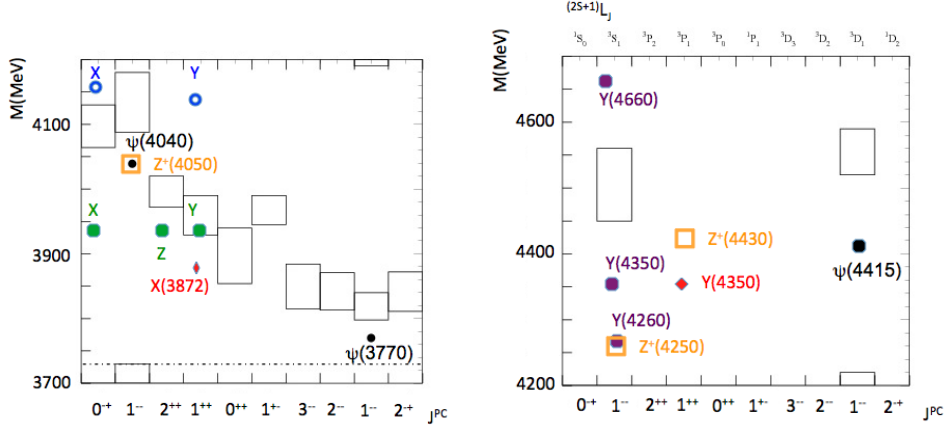 M(MeV)
4100
3900
3700
X
Y
ψ(4040)
Z⁺(4050)
X
Y
Z
X(3872)
ψ(3770)
0⁻⁺ 1⁻⁻ 2⁺⁺ 1⁺⁺ 0⁺⁺ 1⁺⁻ 3⁻⁻ 2⁻⁻ 1⁻⁻ 2⁻⁺ Jᴾᶜ
(2S+1)L_J
¹S₀ ³S₁ ³P₂ ³P₁ ³P₀ ¹P₁ ³D₃ ³D₂ ³D₁ ¹D₂
M(MeV)
4600
4400
4200
Y(4660)
Z⁺(4430)
Y(4350)
Y(4350)
ψ(4415)
Y(4260)
Z⁺(4250)
0⁻⁺ 1⁻⁻ 2⁺⁺ 1⁺⁺ 0⁺⁺ 1⁺⁻ 3⁻⁻ 2⁻⁻ 1⁻⁻ 2⁻⁺ Jᴾᶜ